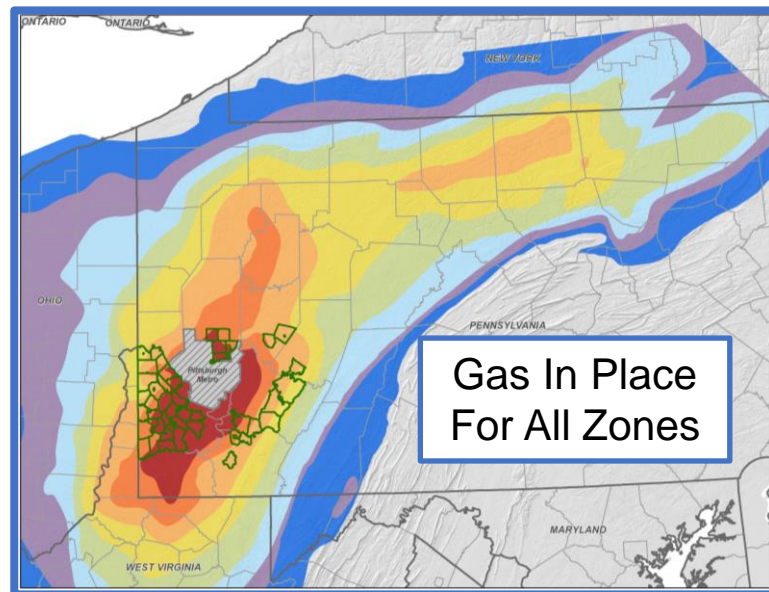 ONTARIO
ONTARIO
NEW YORK
OHIO
PENNSYLVANIA
Pittsburgh
Metro
Gas In Place
For All Zones
MARYLAND
WEST VIRGINIA